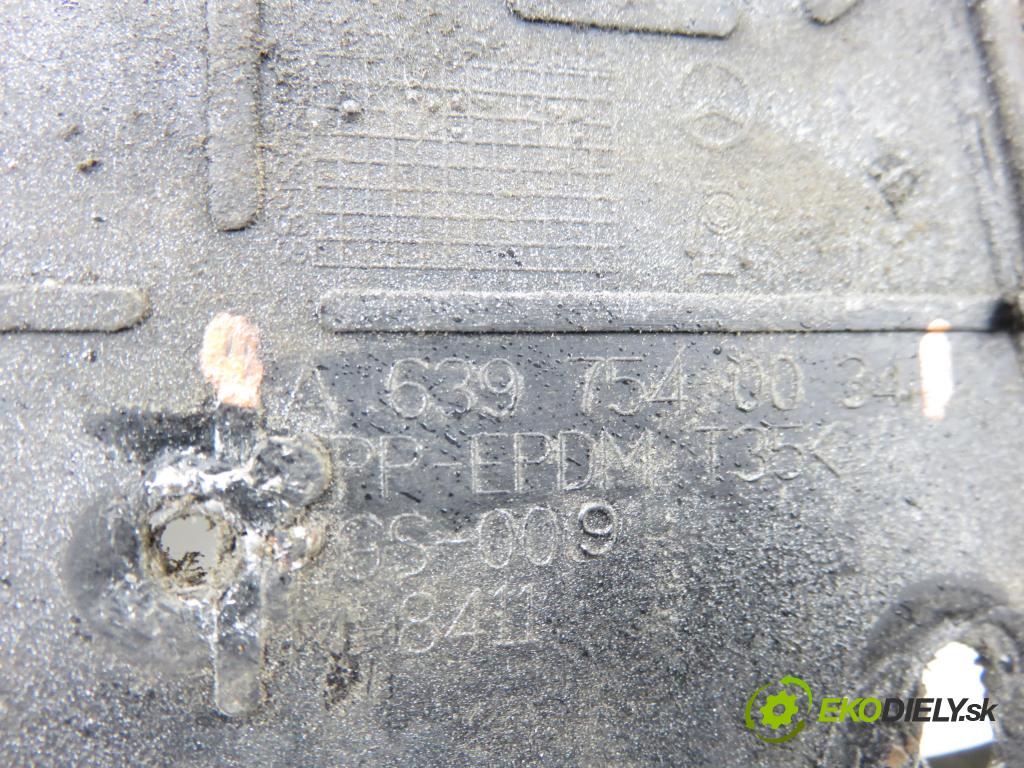 A 639 754 00 34
PP-EPDM T35<
GS-009
8411
EKODIELY.sk